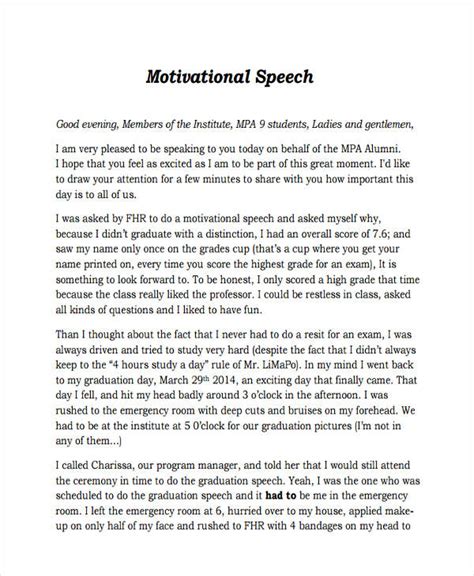 Motivational Speech
Good evening, Members of the Institute, MPA 9 students, Ladies and gentlemen,
I am very pleased to be speaking to you today on behalf of the MPA Alumni.
I hope that you feel as excited as I am to be part of this great moment. I'd like
to draw your attention for a few minutes to share with you how important this
day is to all of us.
I was asked by FHR to do a motivational speech and asked myself why,
because I didn't graduate with a distinction, I had an overall score of 7.6; and
saw my name only once on the grades cup (that's a cup where you get your
name printed on, every time you score the highest grade for an exam), It is
something to look forward to. To be honest, I only scored a high grade that time
because the class really liked the professor. I could be restless in class, asked
all kinds of questions and I liked to have fun.
Than I thought about the fact that I never had to do a resit for an exam, I was
always driven and tried to study very hard (despite the fact that I didn't always
keep to the "4 hours study a day" rule of Mr. LiMaPo). In my mind I went back
to my graduation day, March 29th 2014, an exciting day that finally came. That
day I fell, and hit my head badly around 3 o'clock in the afternoon. I was
rushed to the emergency room with deep cuts and bruises on my forehead. We
had to be at the institute at 5 0'clock for our graduation pictures (I'm not in
any of them...)
I called Charissa, our program manager, and told her that I would still attend
the ceremony in time to do the graduation speech. Yeah, I was the one who was
scheduled to do the graduation speech and it had to be me in the emergency
room. I left the emergency room at 6, hurried over to my house, applied make-
up on only half of my face and rushed to FHR with 4 bandages on my head to